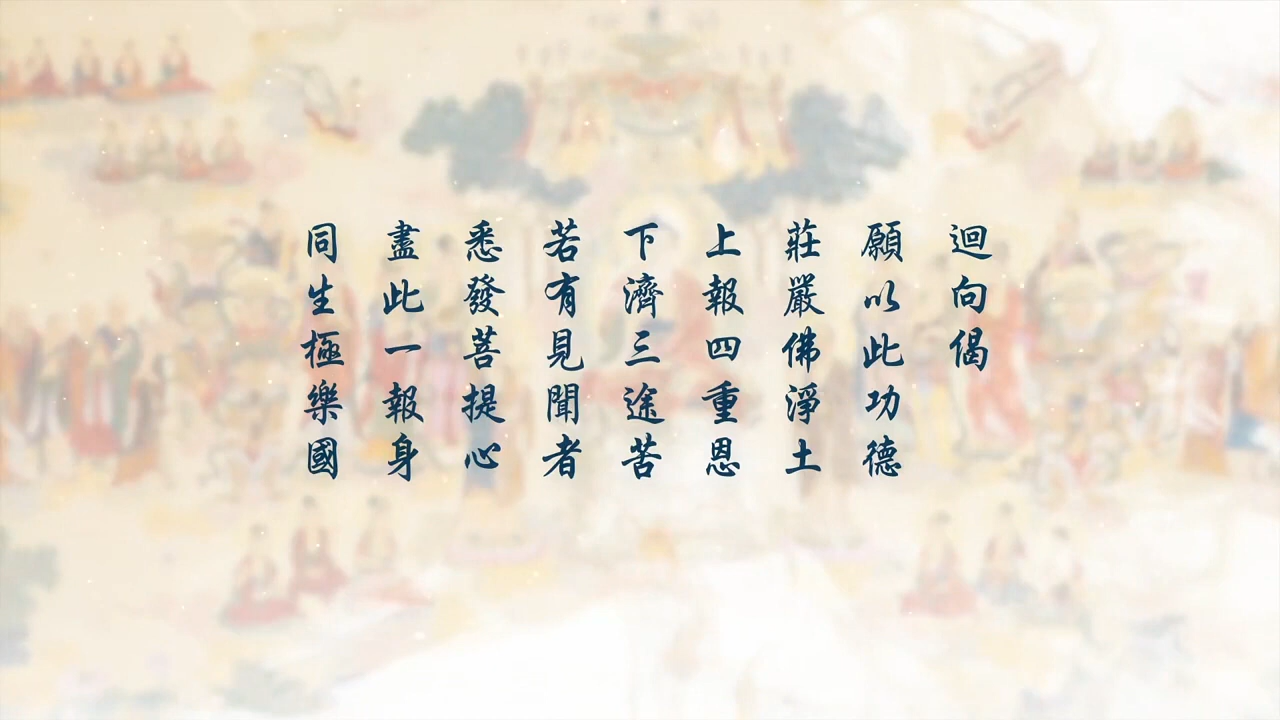 迴向偈
願以此功德
莊嚴佛淨土
上報四重恩
下濟三途苦
若有見聞者
悉發菩提心
盡此一報身
同生極樂國